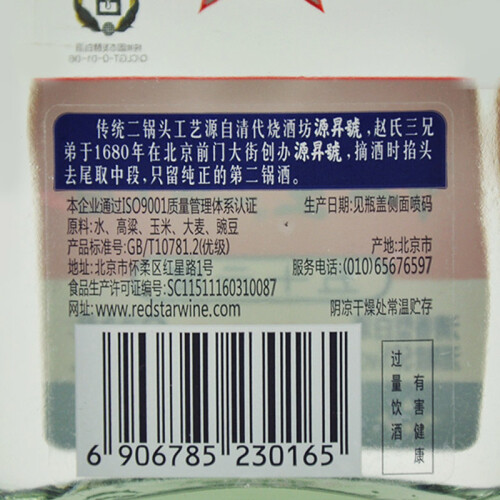 传统二锅头工艺源自清代烧酒坊源昇號,赵氏三兄
弟于1680年在北京前门大街创办源昇號,摘酒时掐头
去尾取中段,只留纯正的第二锅酒。
本企业通过ISO9001质量管理体系认证 生产日期:见瓶盖侧面喷码
原料:水、高粱、玉米、大麦、豌豆
产品标准号:GB/T10781.2(优级) 产地:北京市
地址:北京市怀柔区红星路1号 服务电话:(010)65676597
食品生产许可证编号:SC11511160310087
网址:www.redstarwine.com 阴凉干燥处常温贮存
过量饮酒
有害健康
6 906785 230165